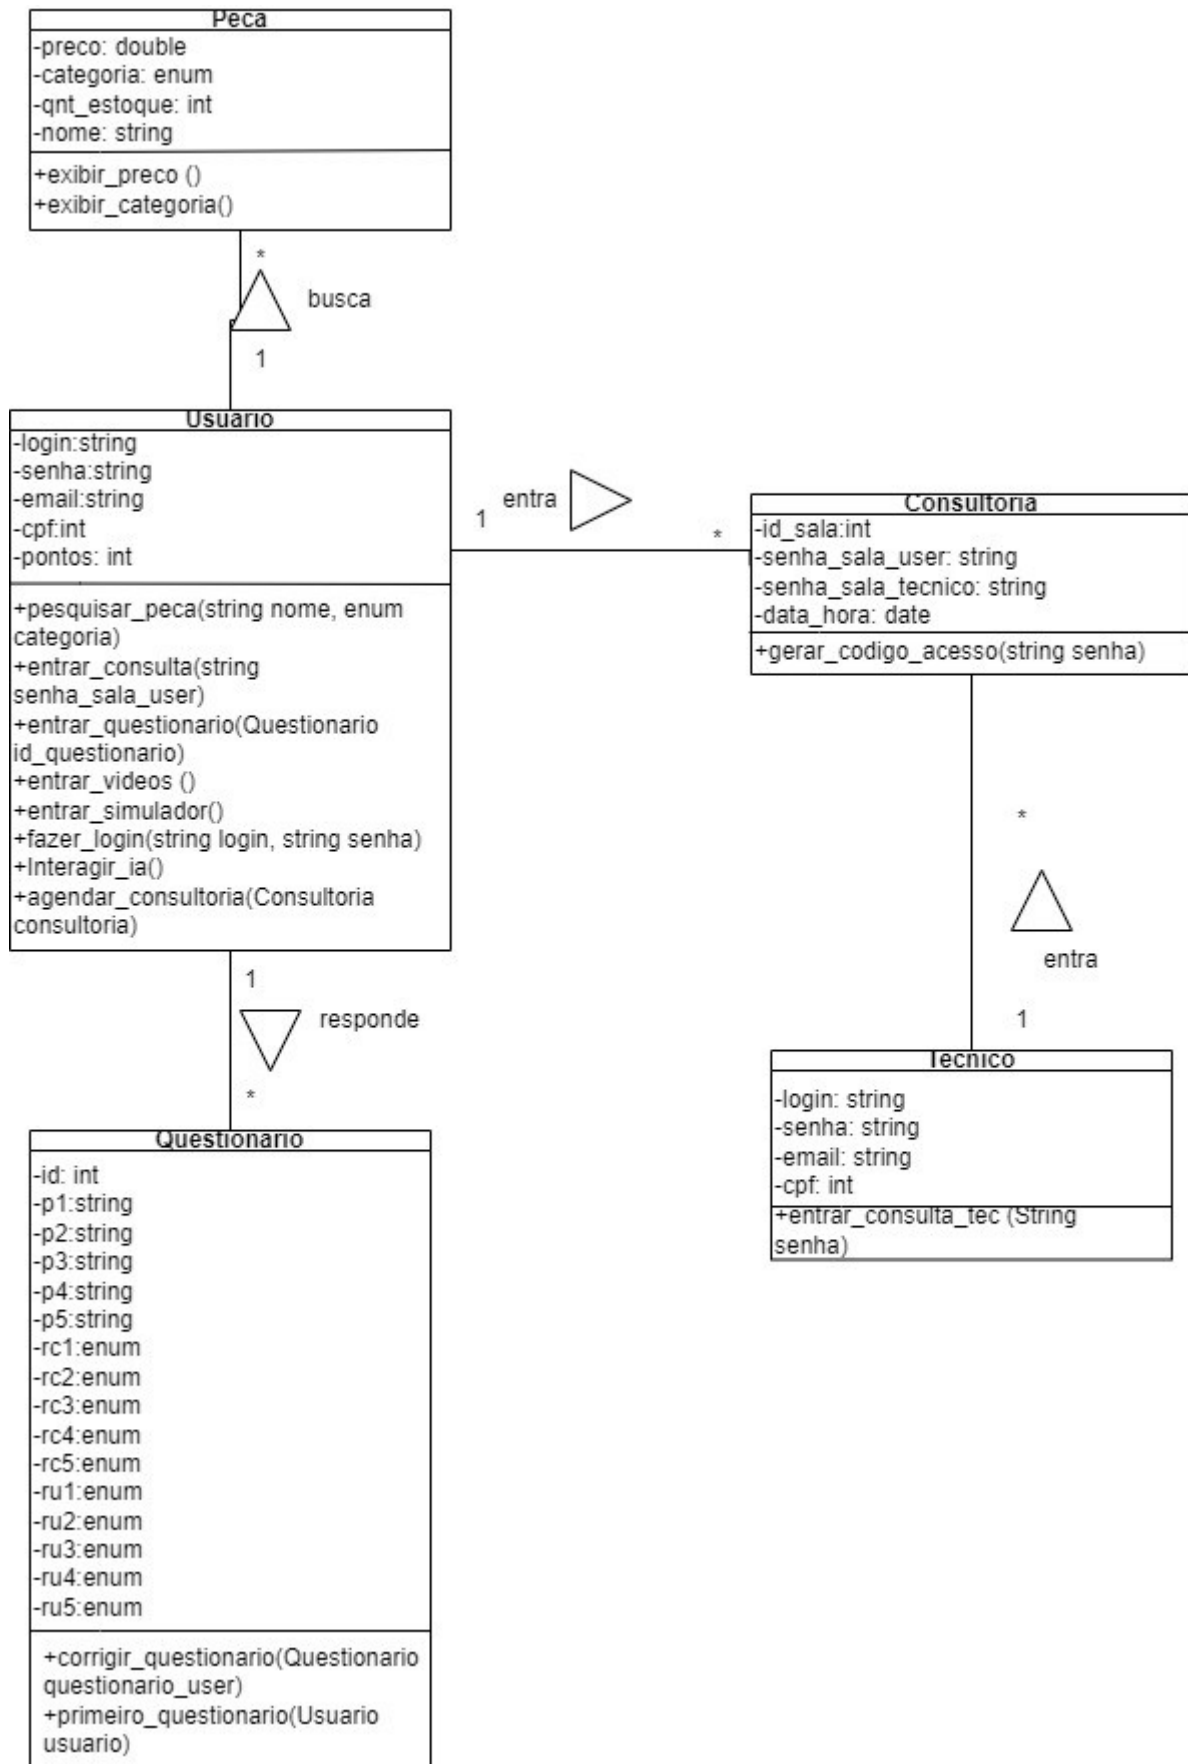 Peca
-preco: double
-categoria: enum
-qnt_estoque: int
-nome: string
+exibir_preco ()
+exibir_categoria()
*
busca
1
Usuario
-login:string
-senha:string
-email:string
-cpf:int
-pontos: int
+pesquisar_peca(string nome, enum
categoria)
+entrar_consulta(string
senha_sala_user)
+entrar_questionario(Questionario
id_questionario)
+entrar_videos ()
+entrar_simulador()
+fazer_login(string login, string senha)
+Interagir_ia()
+agendar_consultoria(Consultoria
consultoria)
entra
1
*
Consultoria
-id_sala:int
-senha_sala_user: string
-senha_sala_tecnico: string
-data_hora: date
+gerar_codigo_acesso(string senha)
*
entra
1
Tecnico
-login: string
-senha: string
-email: string
-cpf: int
+entrar_consulta_tec (String
senha)
1
responde
*
Questionario
-id: int
-p1:string
-p2:string
-p3:string
-p4:string
-p5:string
-rc1:enum
-rc2:enum
-rc3:enum
-rc4:enum
-rc5:enum
-ru1:enum
-ru2:enum
-ru3:enum
-ru4:enum
-ru5:enum
+corrigir_questionario(Questionario
questionario_user)
+primeiro_questionario(Usuario
usuario)